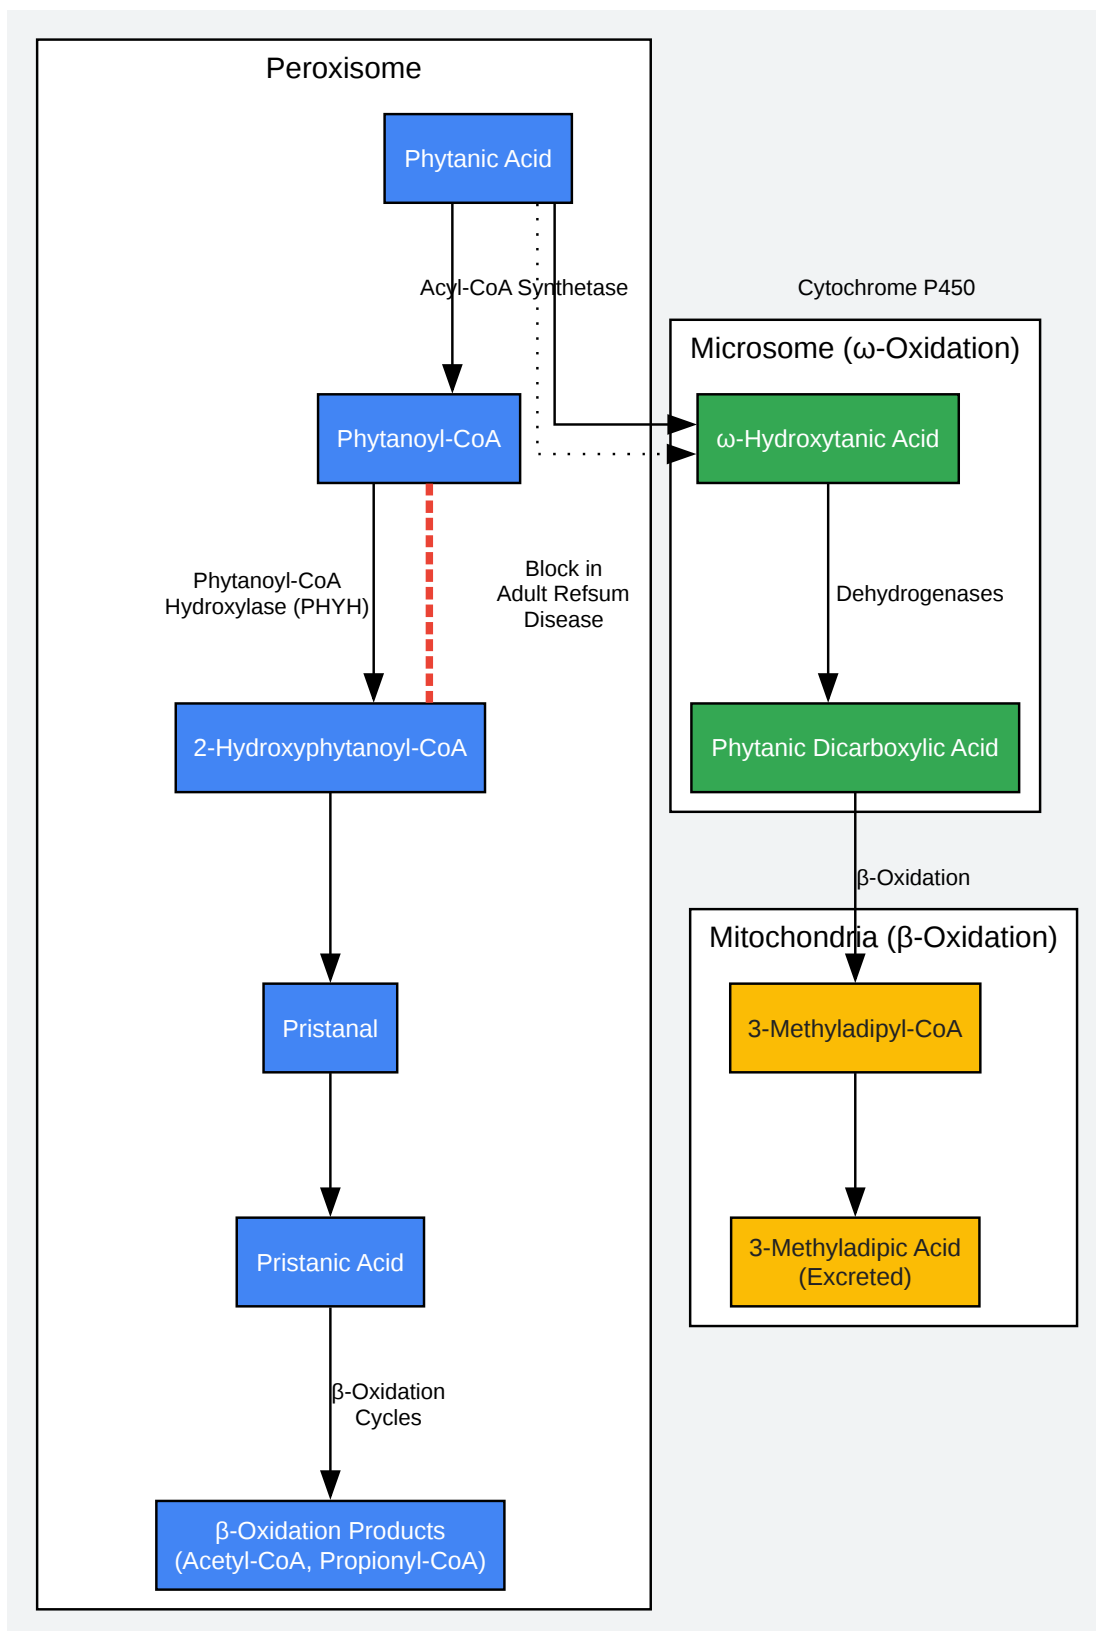 Peroxisome
Phytanic Acid
Acyl-CoA Synthetase
Cytochrome P450
Microsome (ω-Oxidation)
Phytanoyl-CoA
ω-Hydroxytanic Acid
Phytanoyl-CoA
Hydroxylase (PHYH)
Block in
Adult Refsum
Disease
Dehydrogenases
2-Hydroxyphytanoyl-CoA
Phytanic Dicarboxylic Acid
β-Oxidation
Mitochondria (β-Oxidation)
Pristanal
3-Methyladipyl-CoA
Pristanic Acid
3-Methyladipic Acid
(Excreted)
β-Oxidation
Cycles
β-Oxidation Products
(Acetyl-CoA, Propionyl-CoA)